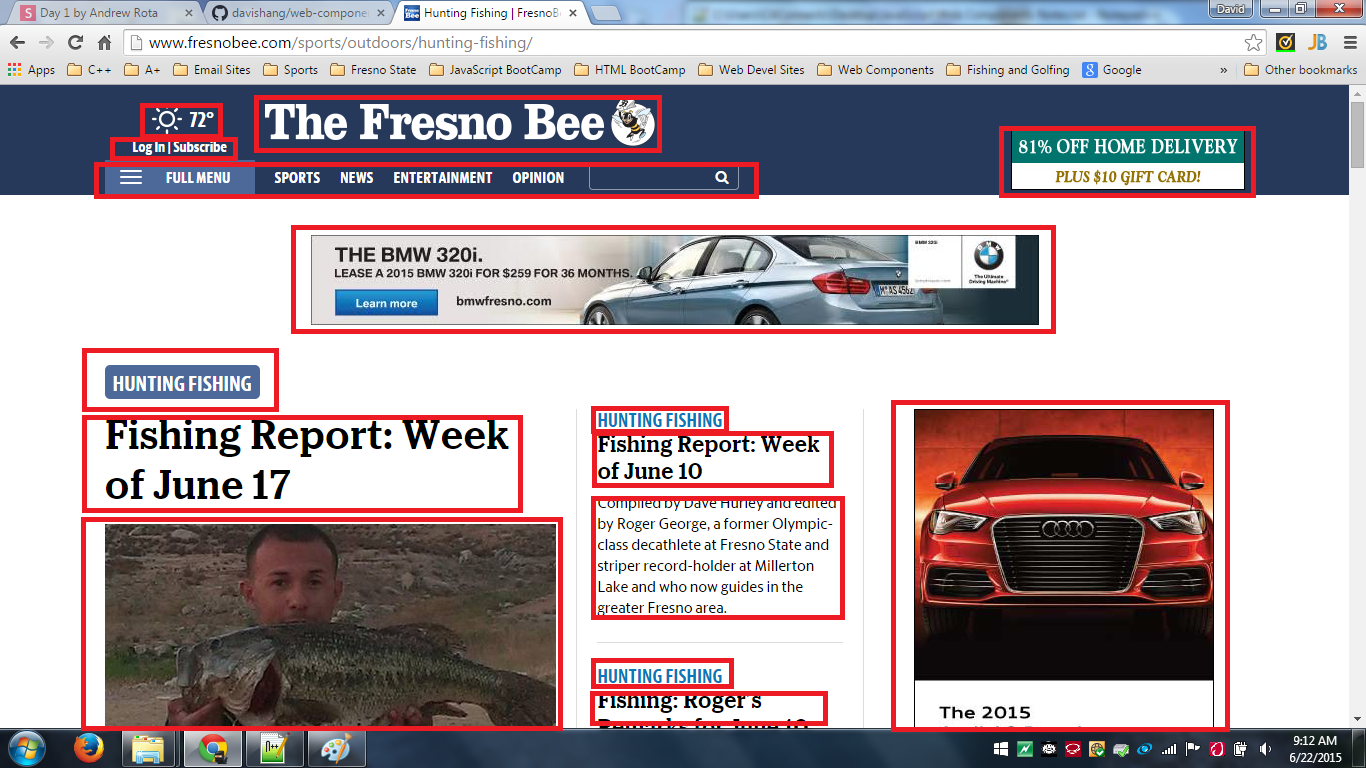 Day 1 by Andrew Rota
davishang/web-compone
Hunting Fishing | FresnoB
David
www.fresnobee.com/sports/outdoors/hunting-fishing/
Apps C++ A+ Email Sites Sports Fresno State JavaScript BootCamp HTML BootCamp Web Devel Sites Web Components Fishing and Golfing Google » Other bookmarks
72°
The Fresno Bee
Log In | Subscribe
FULL MENU SPORTS NEWS ENTERTAINMENT OPINION
81% OFF HOME DELIVERY
PLUS $10 GIFT CARD!
THE BMW 320i.
LEASE A 2015 BMW 320i FOR $259 FOR 36 MONTHS.
Learn more bmwfresno.com
BMW 320i
The Ultimate
Driving Machine®
HUNTING FISHING
Fishing Report: Week
of June 17
HUNTING FISHING
Fishing Report: Week
of June 10
Compiled by Dave Hurley and edited
by Roger George, a former Olympic-
class decathlete at Fresno State and
striper record-holder at Millerton
Lake and who now guides in the
greater Fresno area.
HUNTING FISHING
Fishing: Roger's
Remarks for June 10
The 2015
9:12 AM
6/22/2015